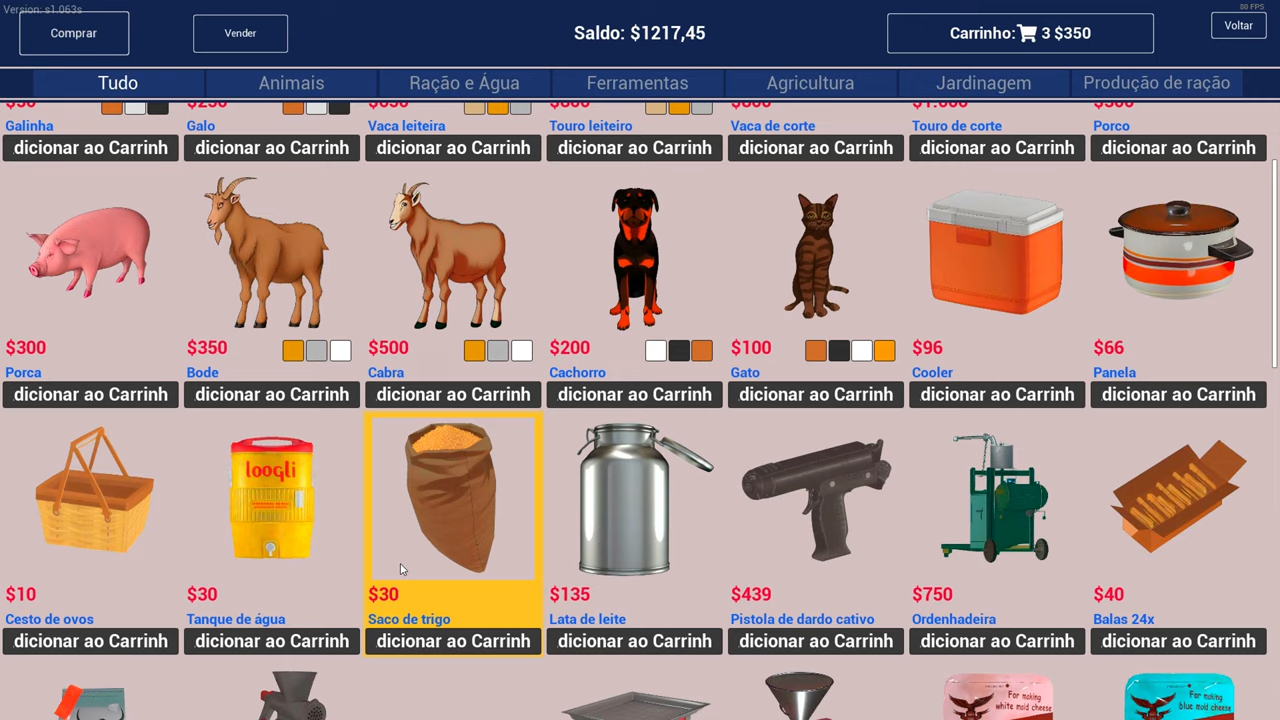 Version: s1.063s
Comprar
Vender
Saldo: $1217,45
Carrinho: 3 $350
80 FPS
Voltar
Tudo
Animais
Ração e Água
Ferramentas
Agricultura
Jardinagem
Produção de ração
Galinha
Galo
Vaca leiteira
Touro leiteiro
Vaca de corte
Touro de corte
Porco
dicionar ao Carrinh
dicionar ao Carrinh
dicionar ao Carrinh
dicionar ao Carrinh
dicionar ao Carrinh
dicionar ao Carrinh
dicionar ao Carrinh
$300
$350
$500
$200
$100
$96
$66
Porca
Bode
Cabra
Cachorro
Gato
Cooler
Panela
dicionar ao Carrinh
dicionar ao Carrinh
dicionar ao Carrinh
dicionar ao Carrinh
dicionar ao Carrinh
dicionar ao Carrinh
dicionar ao Carrinh
loogli
$10
$30
$30
$135
$439
$750
$40
Cesto de ovos
Tanque de água
Saco de trigo
Lata de leite
Pistola de dardo cativo
Ordenhadeira
Balas 24x
dicionar ao Carrinh
dicionar ao Carrinh
dicionar ao Carrinh
dicionar ao Carrinh
dicionar ao Carrinh
dicionar ao Carrinh
dicionar ao Carrinh
For making
white mold cheese
For making
blue mold cheese